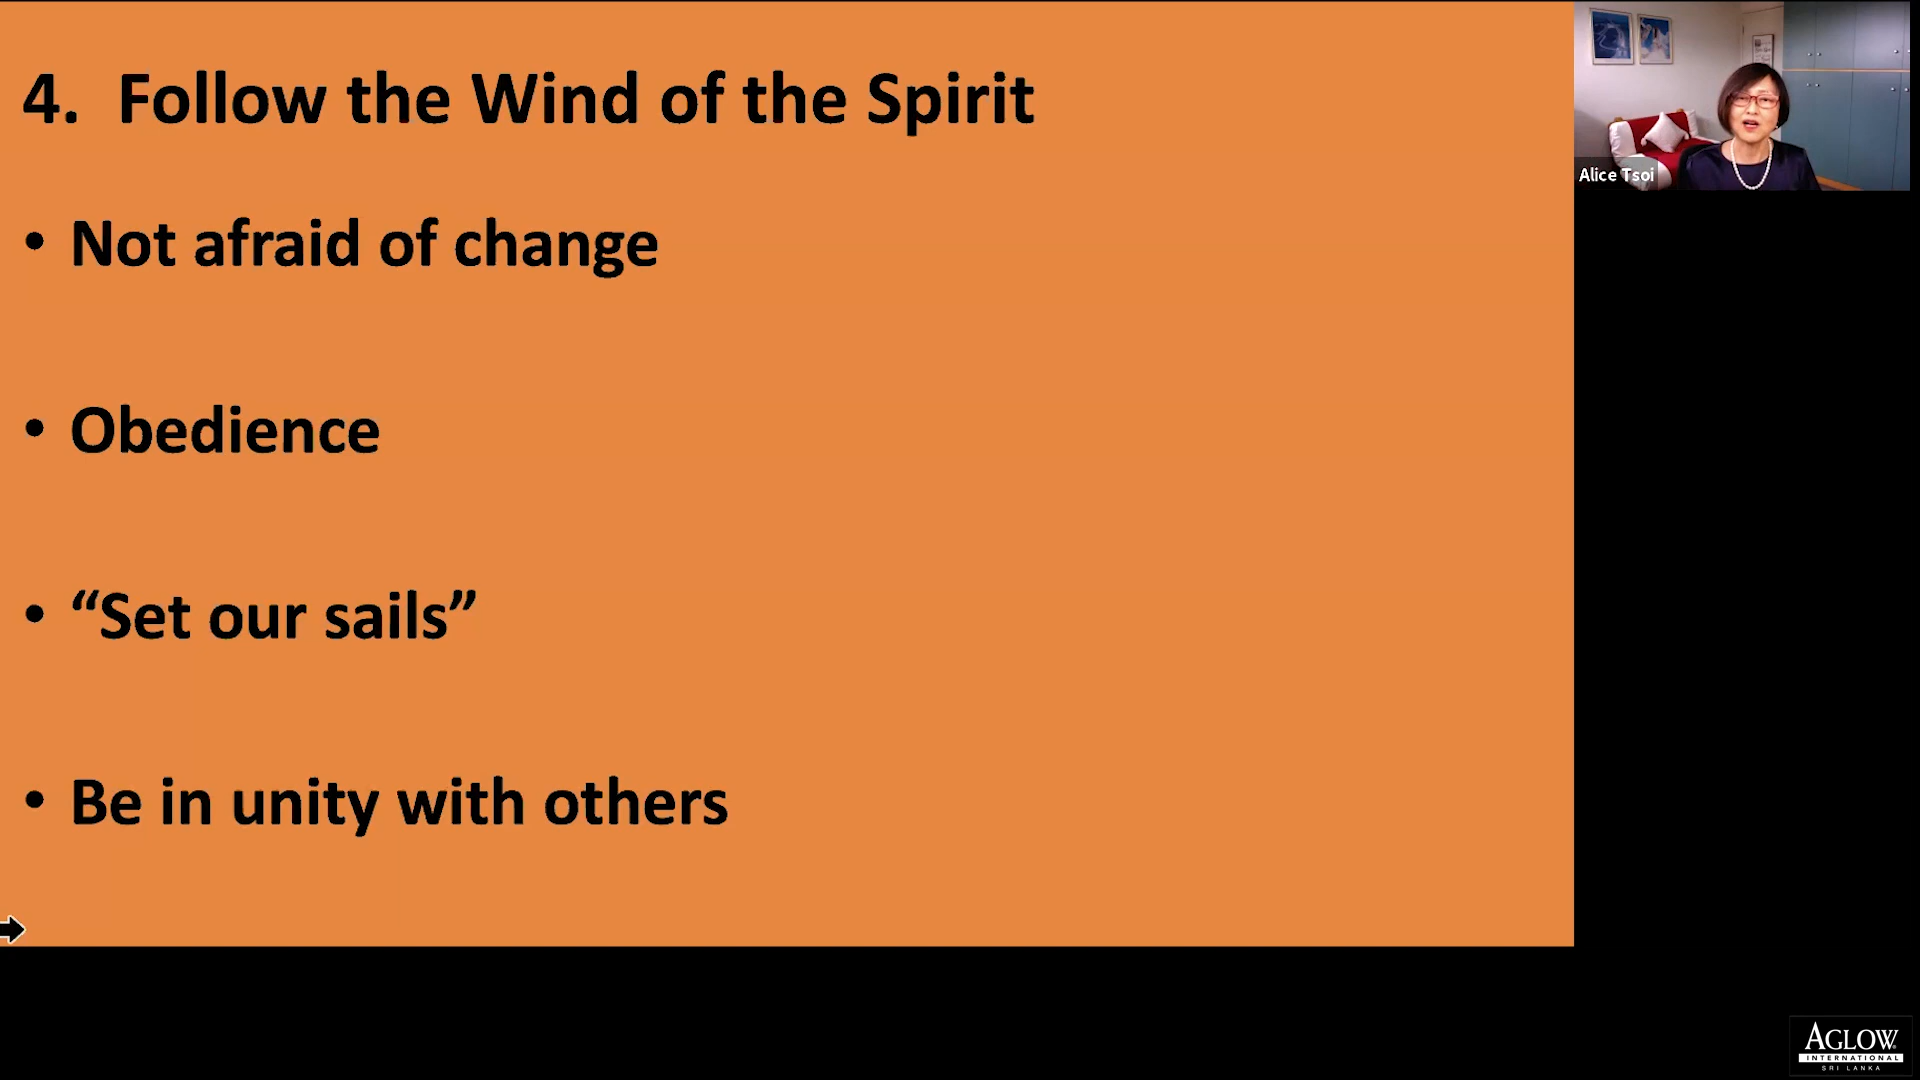 4. Follow the Wind of the Spirit
• Not afraid of change
• Obedience
• “Set our sails”
• Be in unity with others
Alice Tsoi
AGLOW
INTERNATIONAL
SRI LANKA